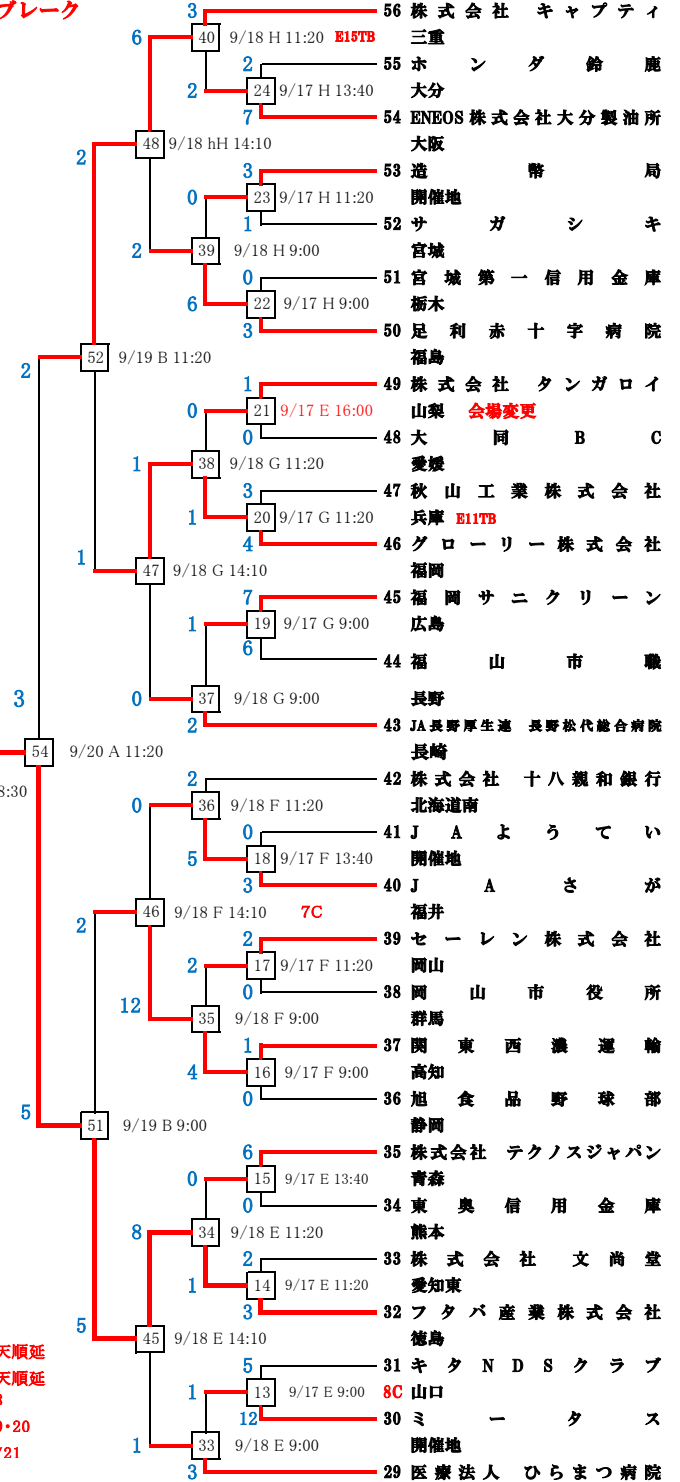 ブレーク
3 56 株式会社 キャプティ
6 40 9/18 H 11:20 E15TB 三重
2 55 ホンダ鈴鹿
2 24 9/17 H 13:40 大分
7 54 ENEOS株式会社大分製油所
48 9/18 hH 14:10 大阪
2 3 53 造幣局
0 23 9/17 H 11:20 開催地
1 52 サガシキ
2 39 9/18 H 9:00 宮城
0 51 宮城第一信用金庫
6 22 9/17 H 9:00 栃木
3 50 足利赤十字病院
52 9/19 B 11:20 福島
2 1 49 株式会社 タンガロイ
0 21 9/17 E 16:00 山梨 会場変更
0 48 大同BC
1 38 9/18 G 11:20 愛媛
3 47 秋山工業株式会社
1 20 9/17 G 11:20 兵庫 E11TB
1 4 46 グローリー株式会社
47 9/18 G 14:10 福岡
7 45 福岡サニクリーン
1 19 9/17 G 9:00 広島
6 44 福山市職
3 0 37 9/18 G 9:00 長野
2 43 JA長野厚生連 長野松代総合病院
54 9/20 A 11:20 長崎
8:30 2 42 株式会社 十八親和銀行
0 36 9/18 F 11:20 北海道南
0 41 JAようてい
5 18 9/17 F 13:40 開催地
3 40 JAさが
2 46 9/18 F 14:10 7C 福井
2 39 セーレン株式会社
2 17 9/17 F 11:20 岡山
0 38 岡山市役所
12 35 9/18 F 9:00 群馬
1 37 関東西濃運輸
4 16 9/17 F 9:00 高知
0 36 旭食品野球部
5 51 9/19 B 9:00 静岡
6 35 株式会社 テクノスジャパン
0 15 9/17 E 13:40 青森
0 34 東奥信用金庫
8 34 9/18 E 11:20 熊本
2 33 株式会社 文尚堂
1 14 9/17 E 11:20 愛知東
3 32 フタバ産業株式会社
5 45 9/18 E 14:10 徳島
天順延
5 31 キタNDSクラブ
天順延
1 13 9/17 E 9:00 8C 山口
12 30 ミータス
・20
1 33 9/18 E 9:00 開催地
/21
3 29 医療法人 ひらまつ病院